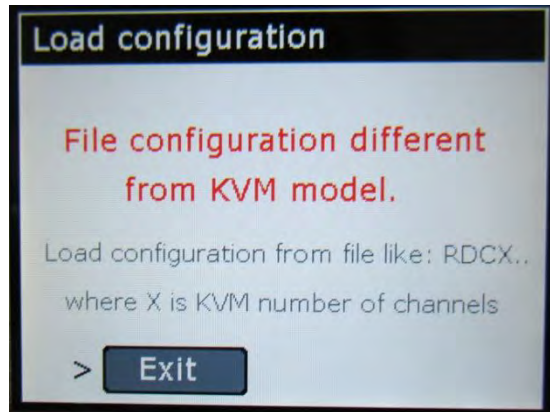 Load configuration
File configuration different
from KVM model.
Load configuration from file like: RDCX..
where X is KVM number of channels
> Exit